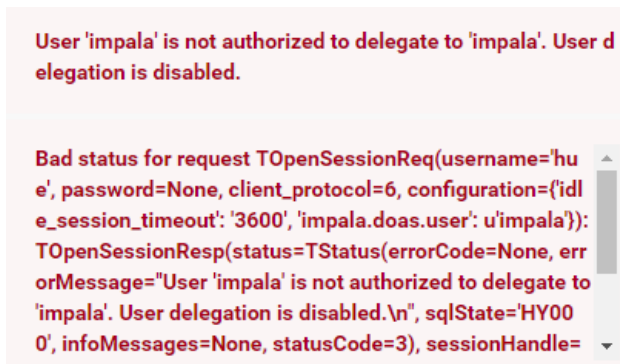 User 'impala' is not authorized to delegate to 'impala'. User d
elegation is disabled.
Bad status for request TOpenSessionReq(username='hu
e', password=None, client_protocol=6, configuration={'idl
e_session_timeout': '3600', 'impala.doas.user': u'impala'}):
TOpenSessionResp(status=TStatus(errorCode=None, err
orMessage="User 'impala' is not authorized to delegate to
'impala'. User delegation is disabled.\n", sqlState='HY00
0', infoMessages=None, statusCode=3), sessionHandle=